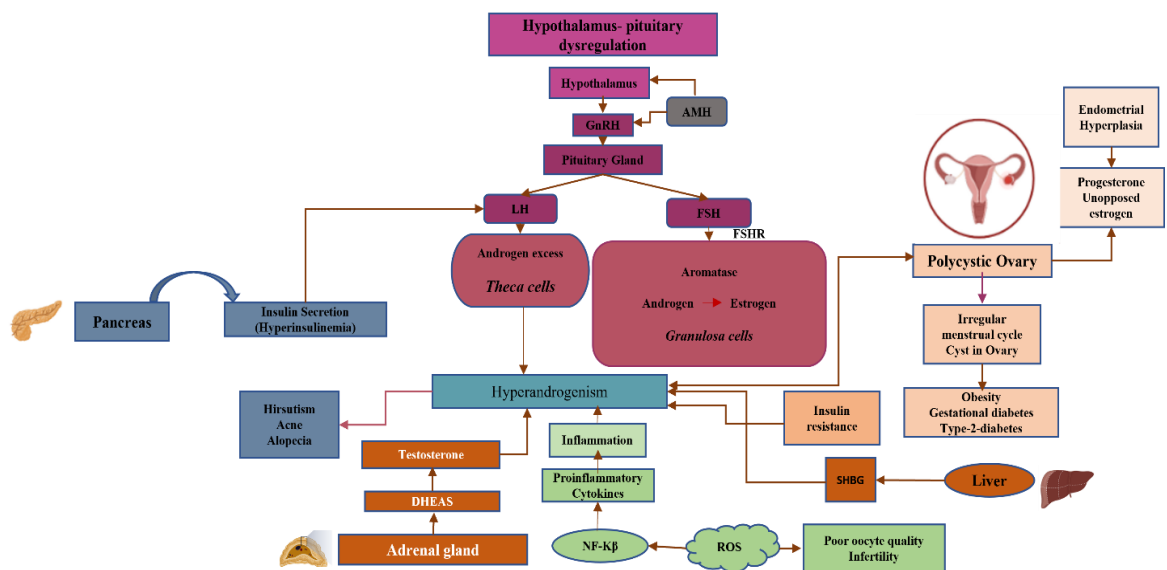 Hypothalamus- pituitary
dysregulation
Hypothalamus
AMH
GnRH
Pituitary Gland
LH
FSH
FSHR
Androgen excess
Theca cells
Aromatase
Androgen
Estrogen
Granulosa cells
Endometrial
Hyperplasia
Progesterone
Unopposed
estrogen
Polycystic Ovary
Pancreas
Insulin Secretion
(Hyperinsulinemia)
Irregular
menstrual cycle
Cyst in Ovary
Obesity
Gestational diabetes
Type-2-diabetes
Hyperandrogenism
Hirsutism
Acne
Alopecia
Insulin
resistance
Inflammation
Testosterone
Proinflammatory
Cytokines
SHBG
Liver
DHEAS
Adrenal gland
NF-Kβ
ROS
Poor oocyte quality
Infertility